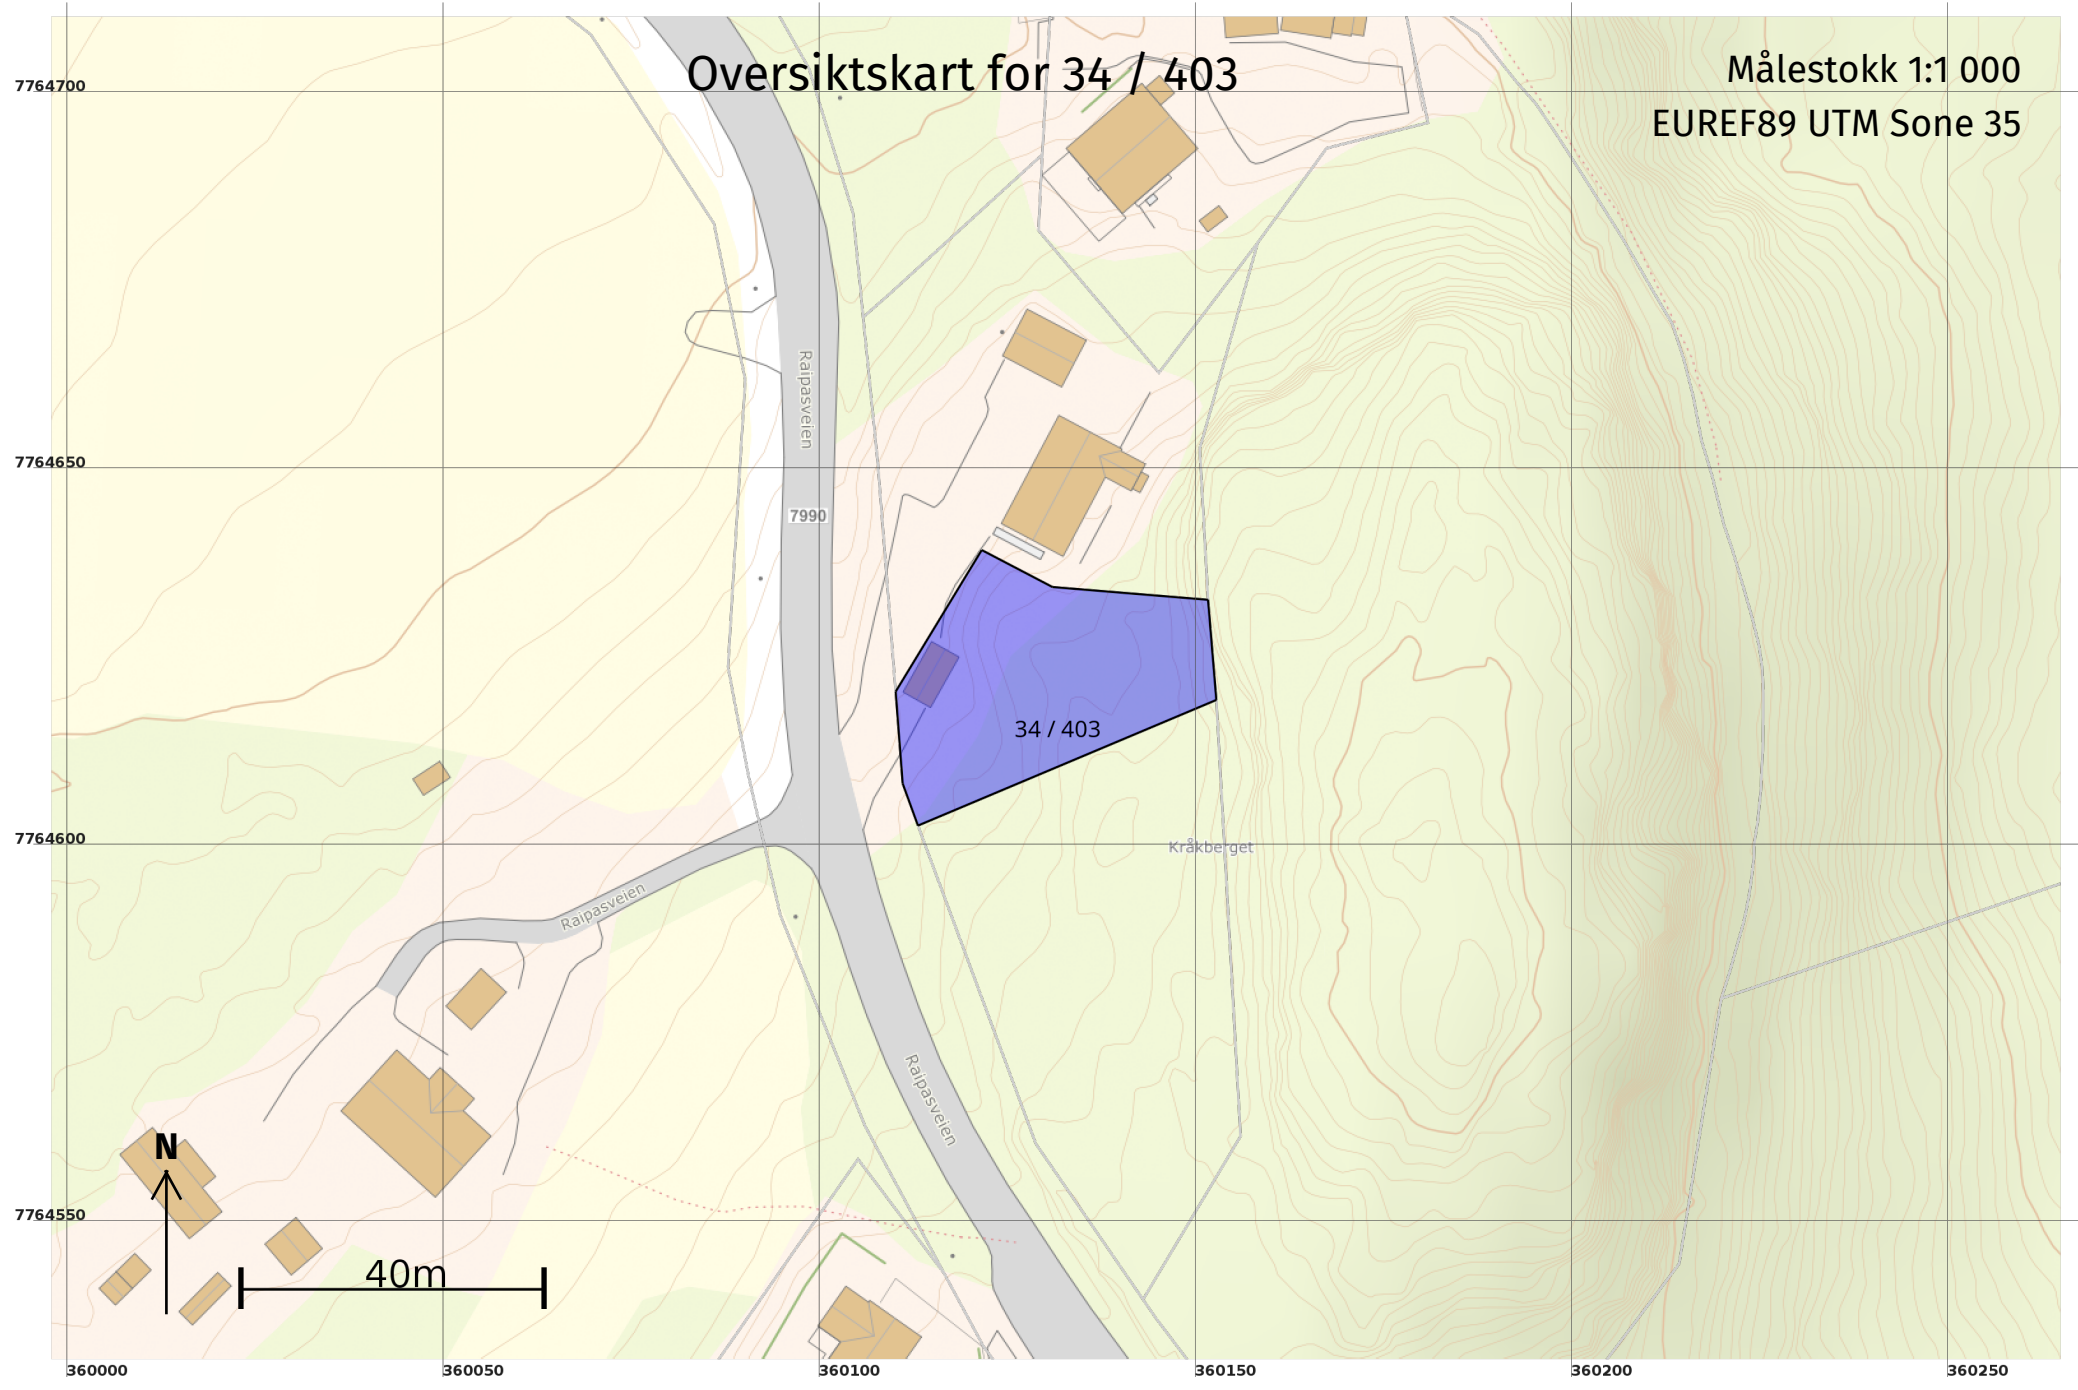 Oversiktskart for 34 / 403
Målestokk 1:1 000
EUREF89 UTM Sone 35
7764700
Raipasveien
7764650
7990
34 / 403
7764600
Kråkberget
Raipasveien
Raipasveien
N
7764550
40m
360000
360050
360100
360150
360200
360250